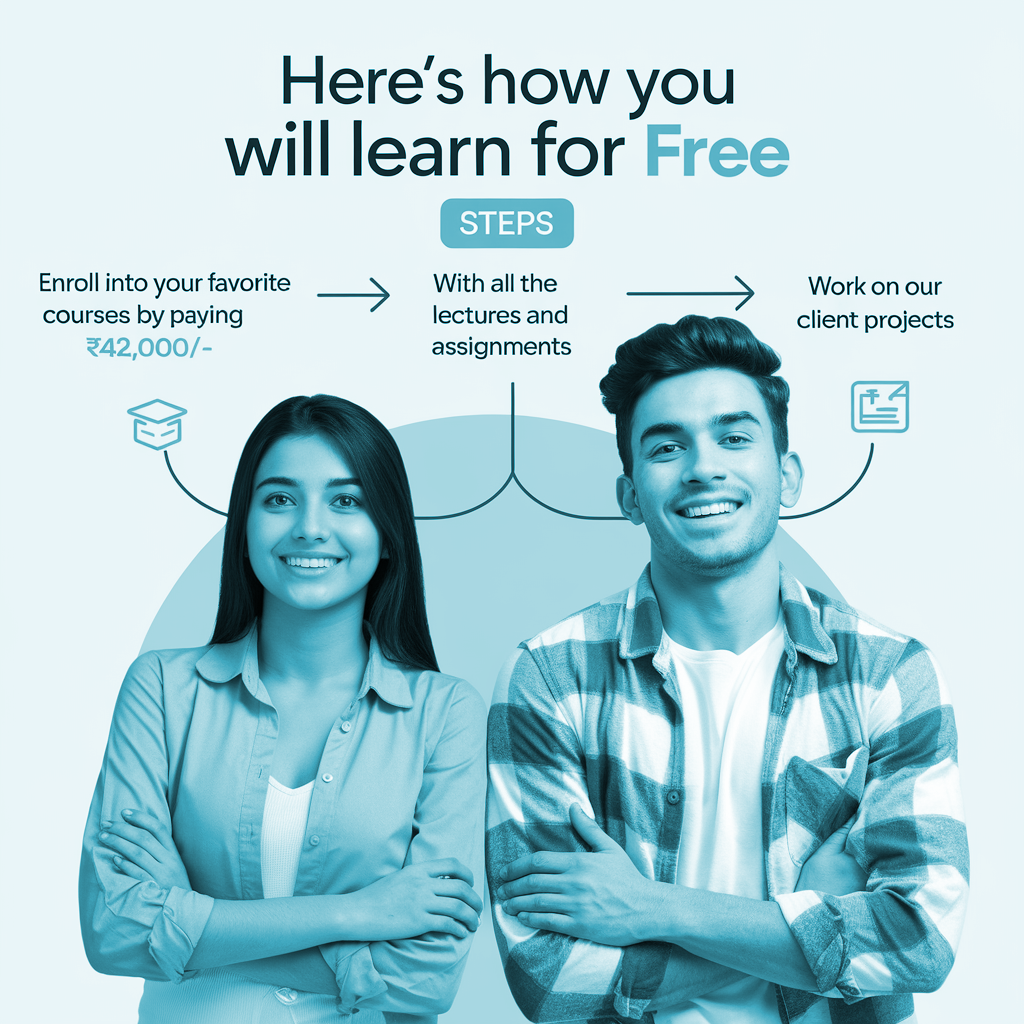 Here's how you
will learn for Free
STEPS
Enroll into your favorite
courses by paying
₹42,000/-
With all the
lectures and
assignments
Work on our
client projects